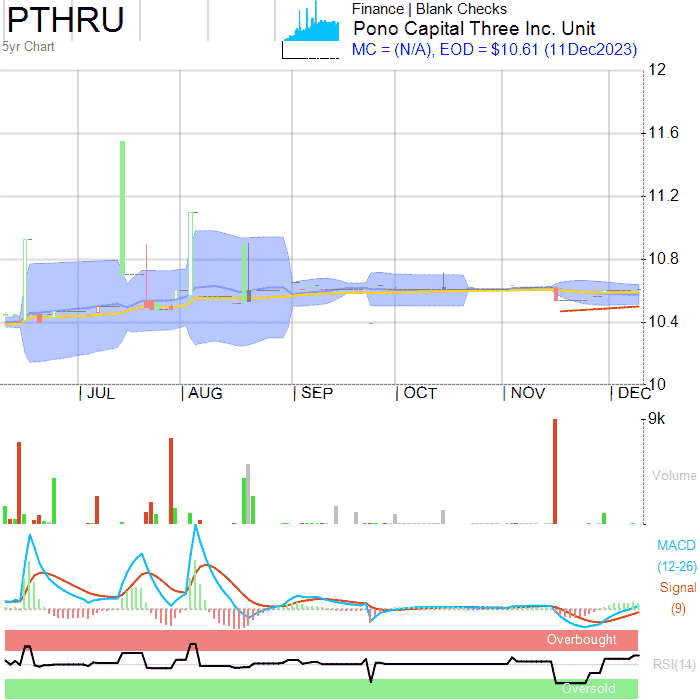 PTHRU
5yr Chart
Finance | Blank Checks
Pono Capital Three Inc. Unit
MC = (N/A), EOD = $10.61 (11Dec2023)
12
11.6
11.2
10.8
10.4
10
JUL AUG SEP OCT NOV DEC
9k
Volume
MACD
(12-26)
Signal
(9)
Overbought
RSI(14)
Oversold